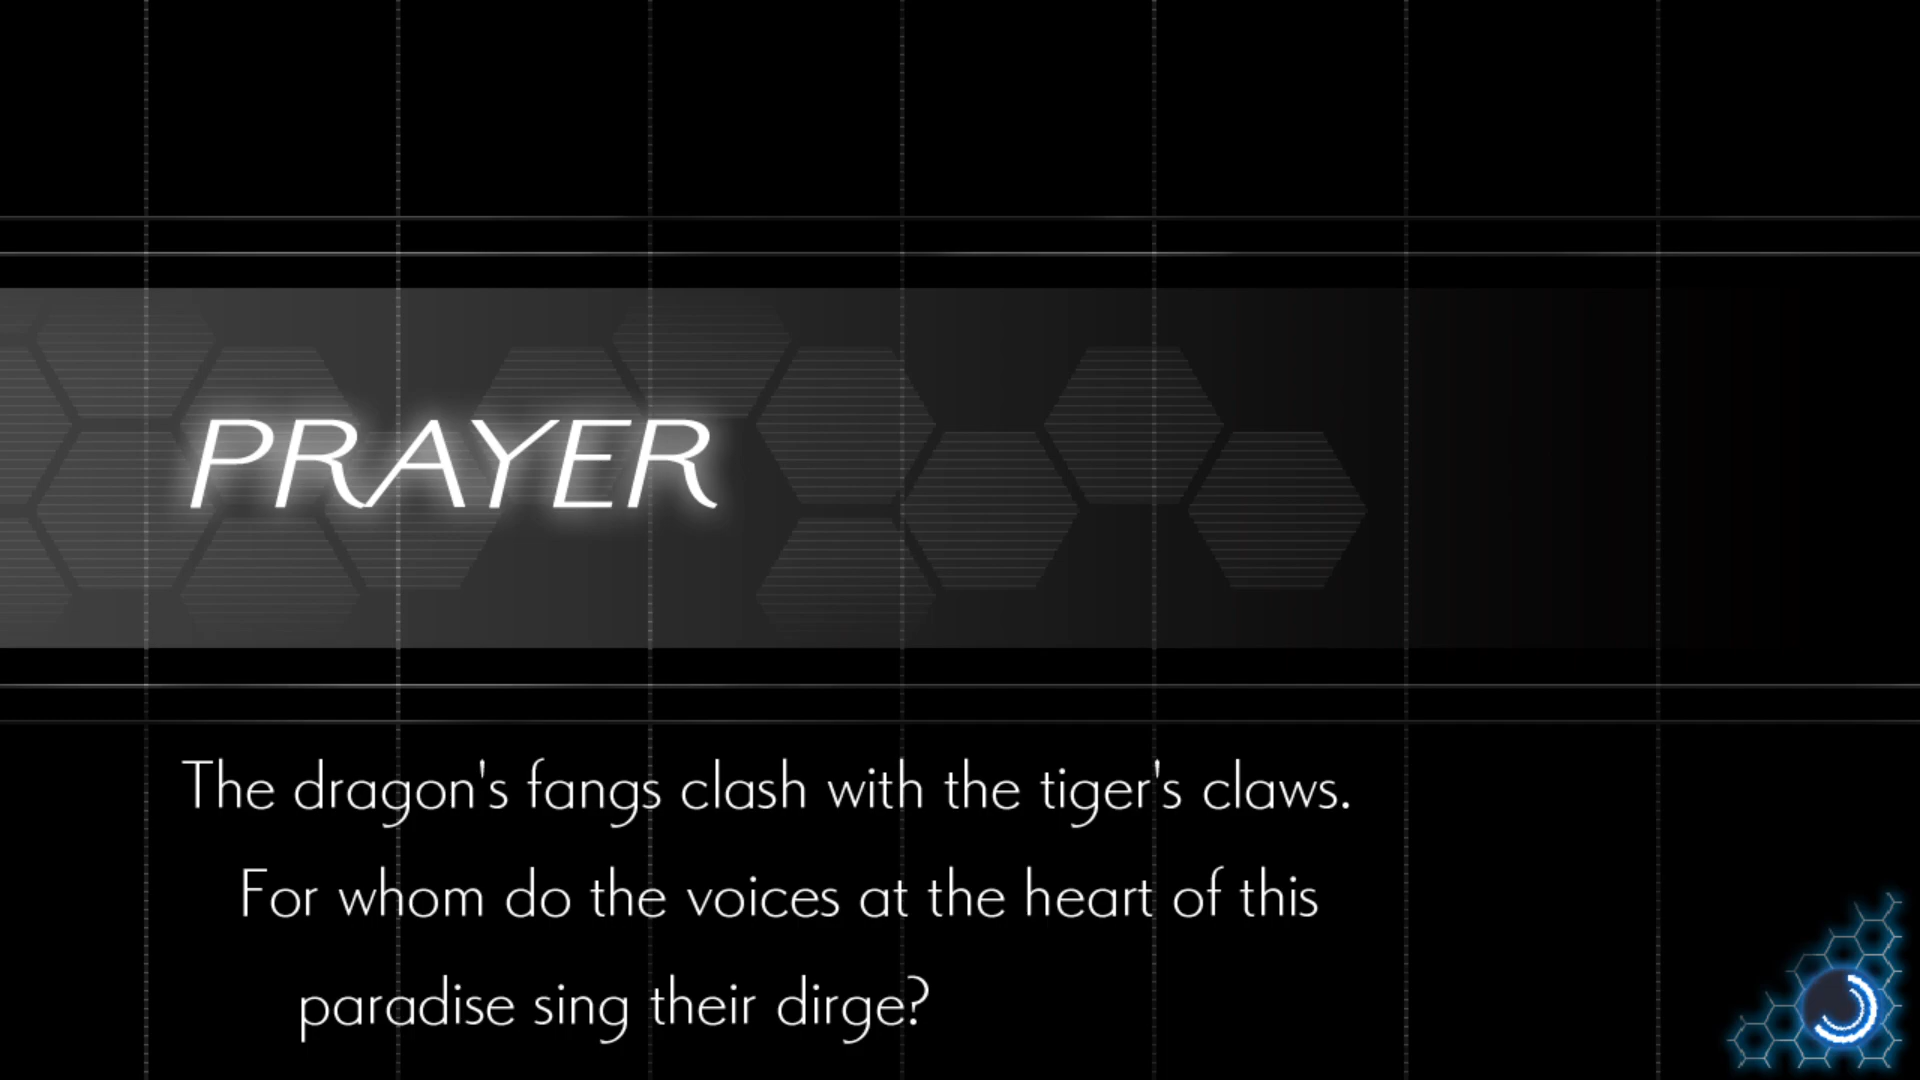 PRAYER
The dragon's fangs clash with the tiger's claws.
For whom do the voices at the heart of this
paradise sing their dirge?